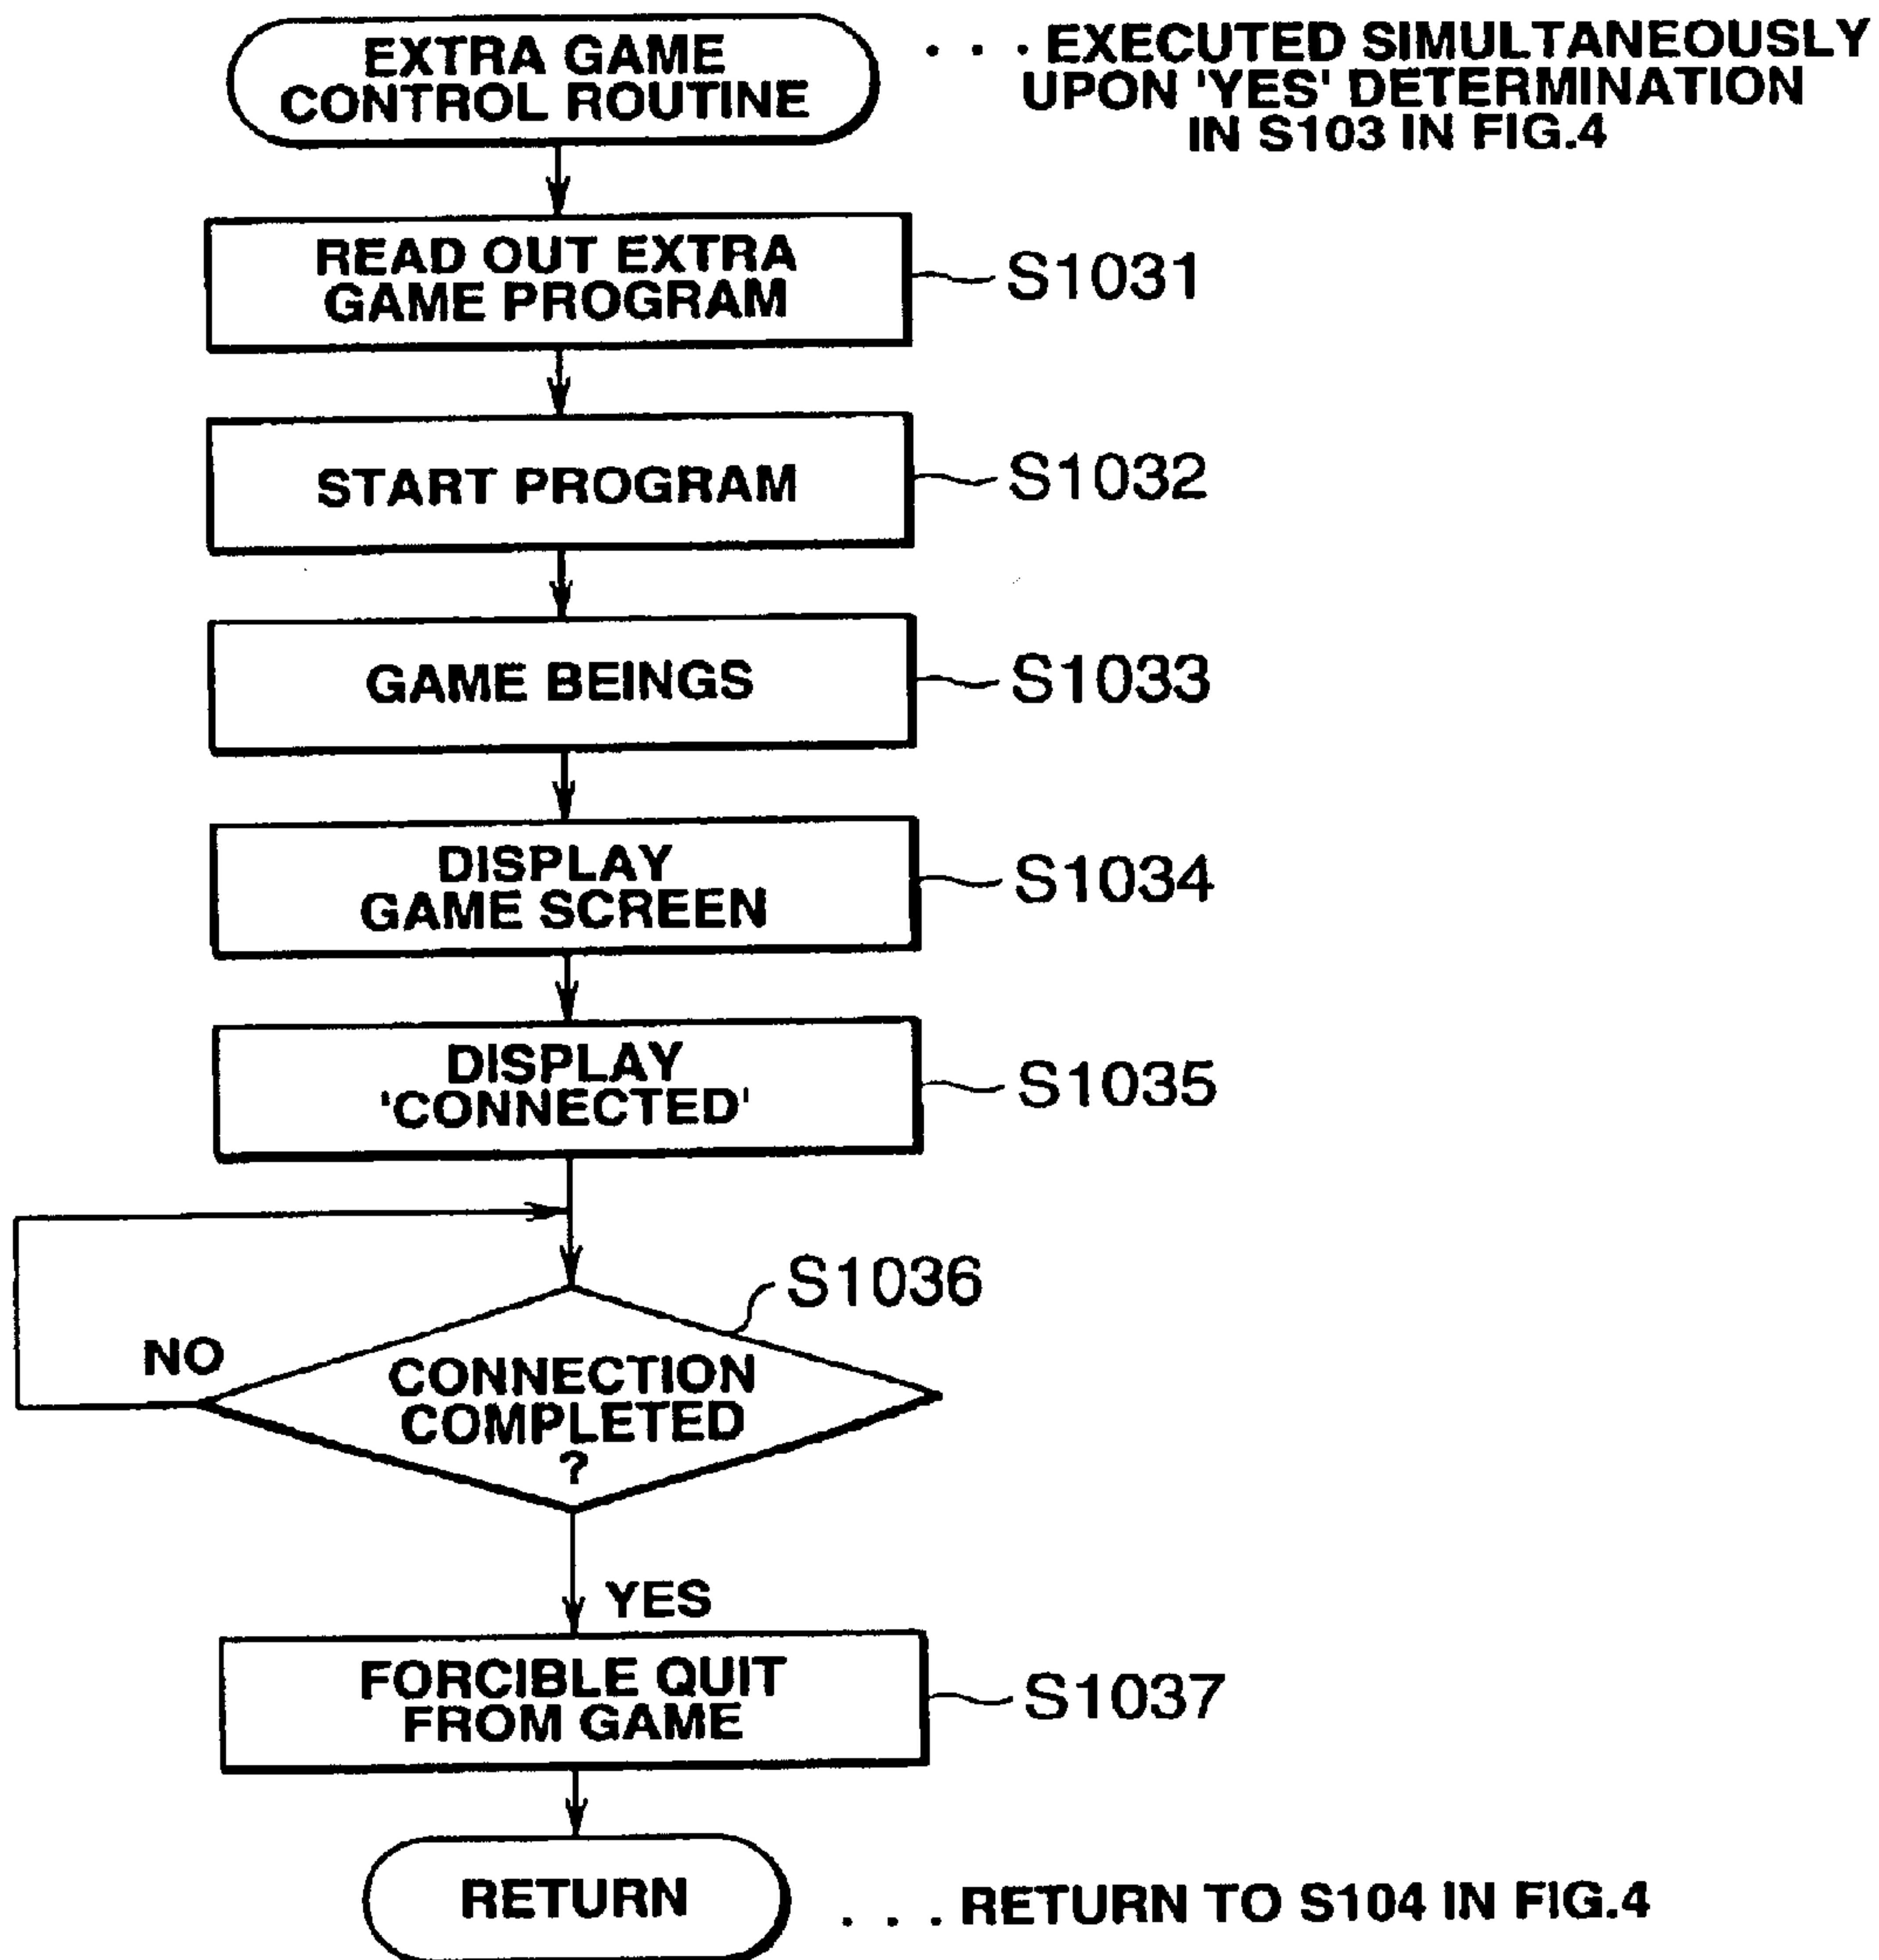 EXTRA GAME
CONTROL ROUTINE
. . . EXECUTED SIMULTANEOUSLY
UPON 'YES' DETERMINATION
IN S103 IN FIG.4
READ OUT EXTRA
GAME PROGRAM
S1031
START PROGRAM
S1032
GAME BEINGS
S1033
DISPLAY
GAME SCREEN
S1034
DISPLAY
'CONNECTED'
S1035
S1036
NO
CONNECTION
COMPLETED
?
YES
FORCIBLE QUIT
FROM GAME
S1037
RETURN
. . . RETURN TO S104 IN FIG.4